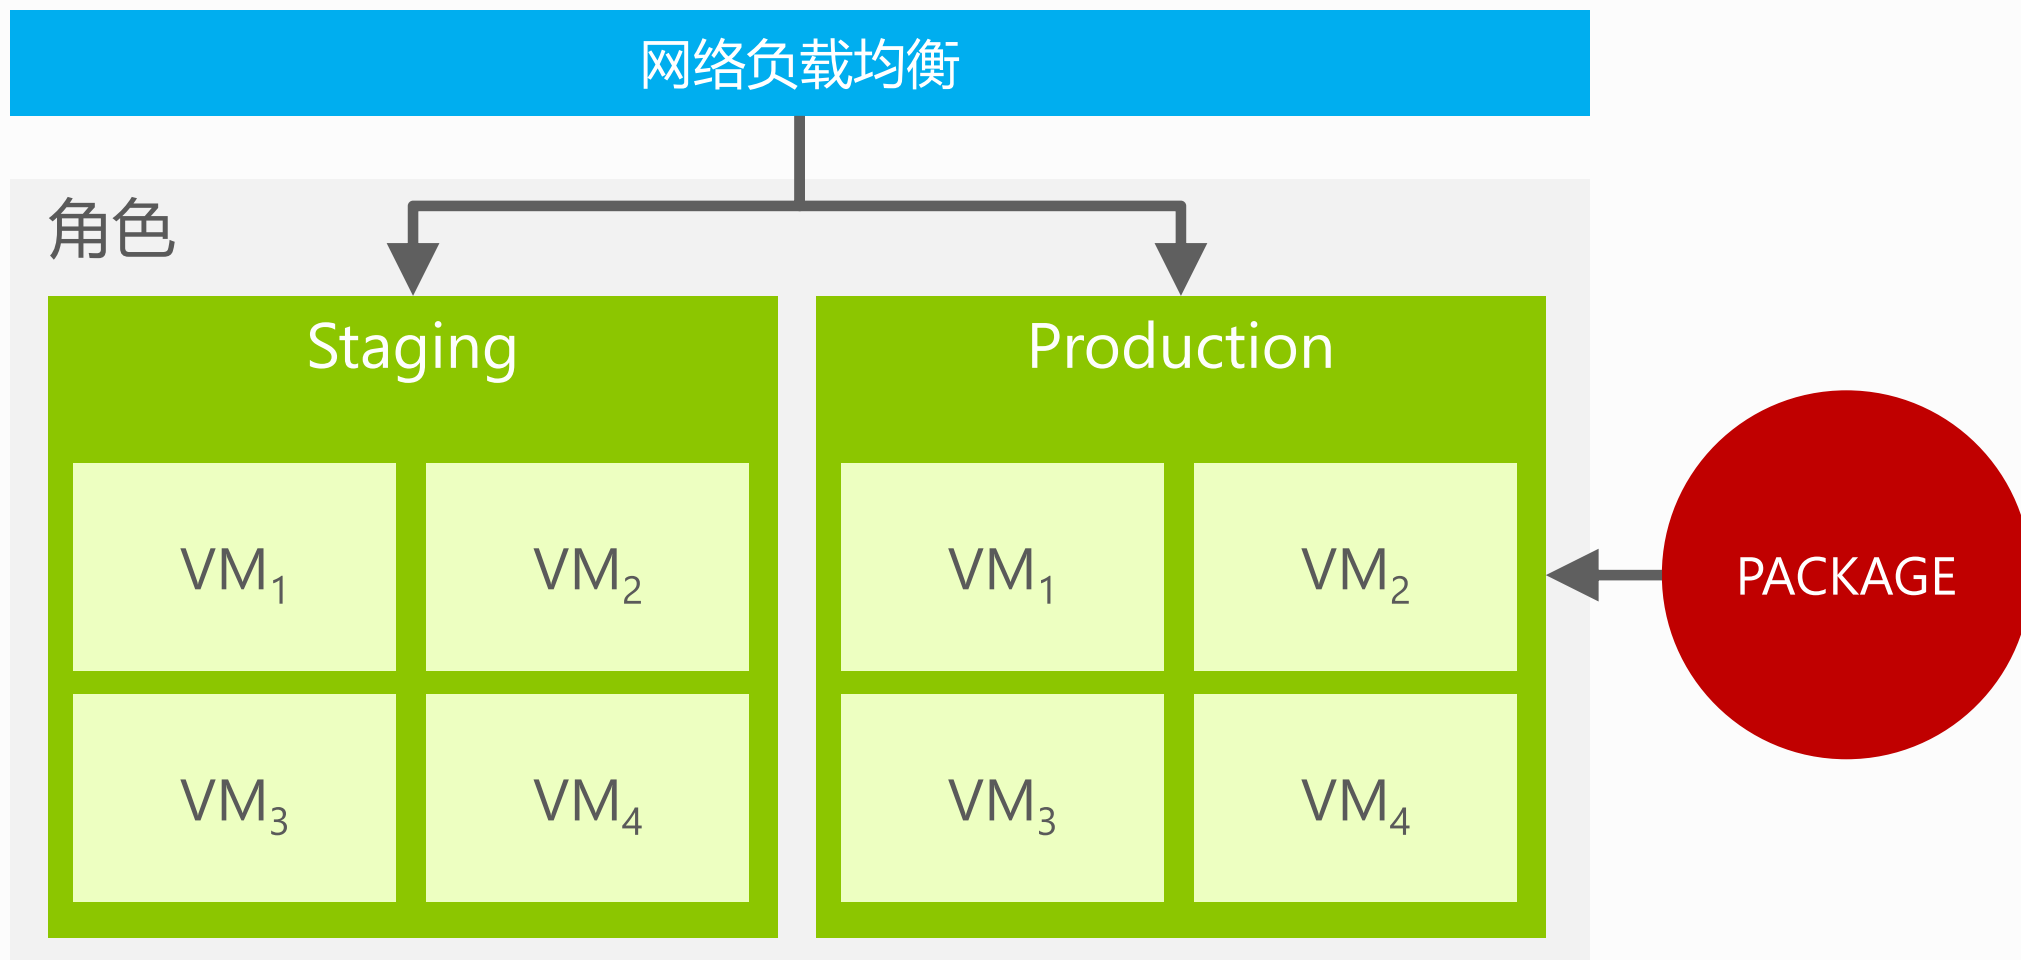 网络负载均衡
角色
Staging
VM1
VM2
VM3
VM4
Production
VM1
VM2
VM3
VM4
PACKAGE